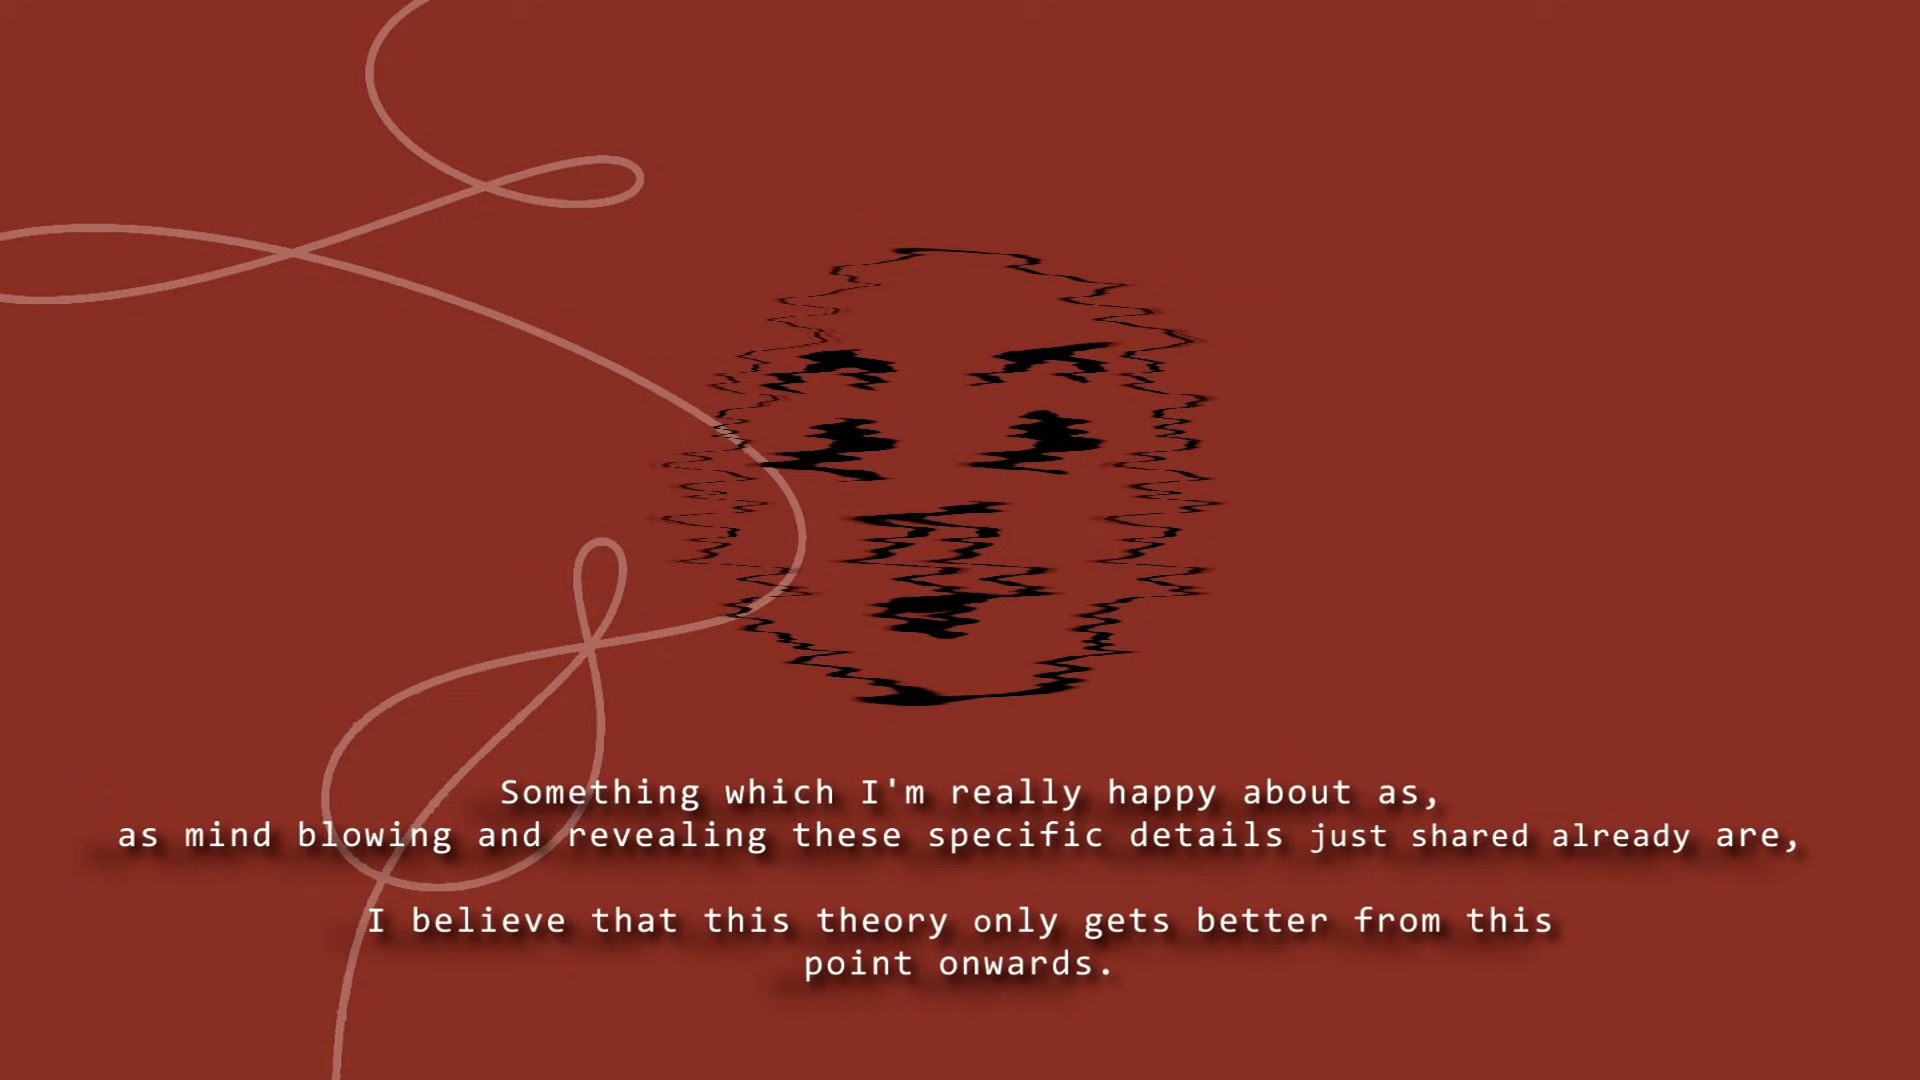 Something which I'm really happy about as,
as mind blowing and revealing these specific details just shared already are,
I believe that this theory only gets better from this
point onwards.